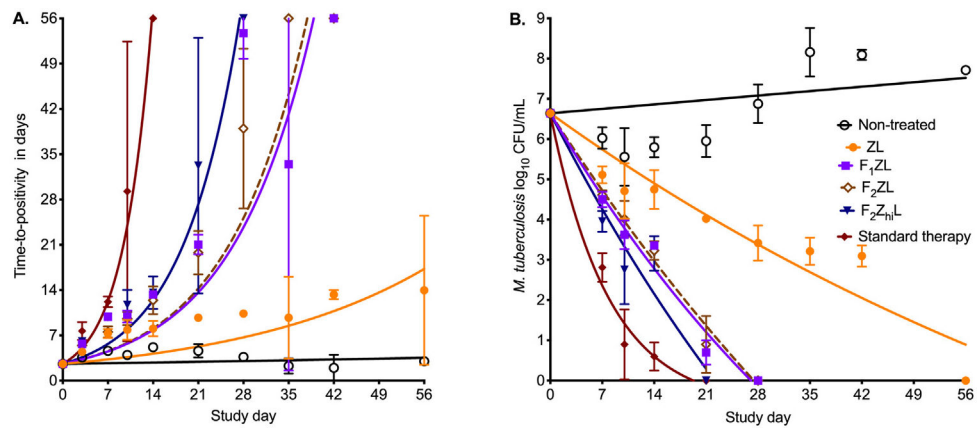 A.
Time-to-positivity in days
56
49
42
35
28
21
14
7
0
0 7 14 21 28 35 42 49 56
Study day
B.
M. tuberculosis log10 CFU/mL
9
8
7
6
5
4
3
2
1
0
0 7 14 21 28 35 42 49 56
Study day
Non-treated
ZL
F1ZL
F2ZL
F2ZhiL
Standard therapy